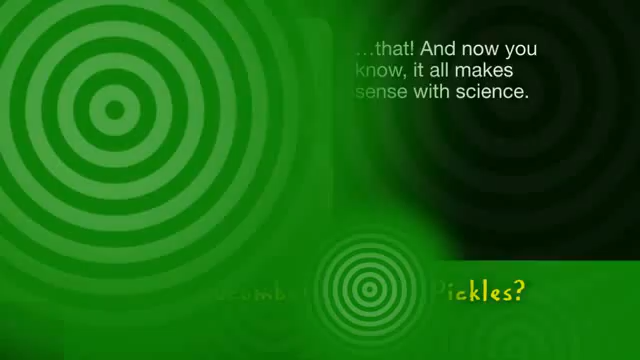 …that! And now you
know, it all makes
sense with science.
Pickles?